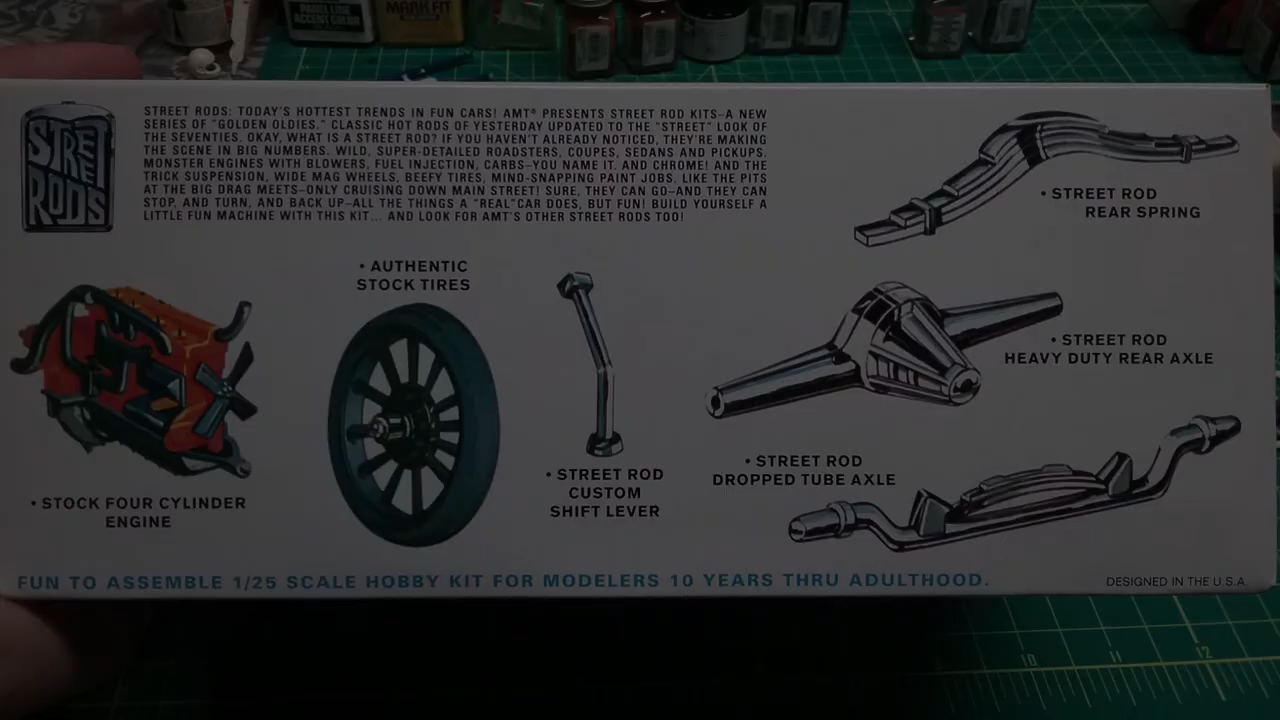 PANEL LINE
ACCENT COLOR
MARK FIT
STREET
RODS
STREET RODS: TODAY'S HOTTEST TRENDS IN FUN CARS! AMT® PRESENTS STREET ROD KITS–A NEW
SERIES OF "GOLDEN OLDIES." CLASSIC HOT RODS OF YESTERDAY UPDATED TO THE "STREET" LOOK OF
THE SEVENTIES. OKAY, WHAT IS A STREET ROD? IF YOU HAVEN'T ALREADY NOTICED, THEY'RE MAKING
THE SCENE IN BIG NUMBERS. WILD, SUPER-DETAILED ROADSTERS, COUPES, SEDANS AND PICKUPS.
MONSTER ENGINES WITH BLOWERS, FUEL INJECTION, CARBS–YOU NAME IT. AND CHROME! AND THE
TRICK SUSPENSION, WIDE MAG WHEELS, BEEFY TIRES, MIND-SNAPPING PAINT JOBS. LIKE THE PITS
AT THE BIG DRAG MEETS–ONLY CRUISING DOWN MAIN STREET! SURE, THEY CAN GO–AND THEY CAN
STOP, AND TURN, AND BACK UP–ALL THE THINGS A "REAL"CAR DOES, BUT FUN! BUILD YOURSELF A
LITTLE FUN MACHINE WITH THIS KIT... AND LOOK FOR AMT'S OTHER STREET RODS TOO!
• STREET ROD
REAR SPRING
• AUTHENTIC
STOCK TIRES
• STREET ROD
HEAVY DUTY REAR AXLE
• STREET ROD
DROPPED TUBE AXLE
• STREET ROD
CUSTOM
SHIFT LEVER
• STOCK FOUR CYLINDER
ENGINE
FUN TO ASSEMBLE 1/25 SCALE HOBBY KIT FOR MODELERS 10 YEARS THRU ADULTHOOD.
DESIGNED IN THE U.S.A.
10 11 12